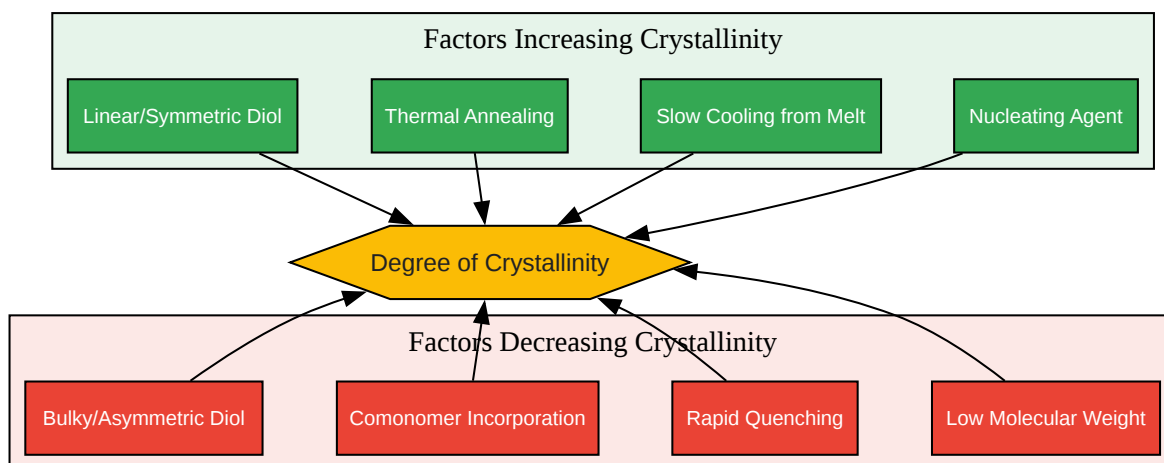 Factors Increasing Crystallinity
Linear/Symmetric Diol
Thermal Annealing
Slow Cooling from Melt
Nucleating Agent
Degree of Crystallinity
Factors Decreasing Crystallinity
Bulky/Asymmetric Diol
Comonomer Incorporation
Rapid Quenching
Low Molecular Weight